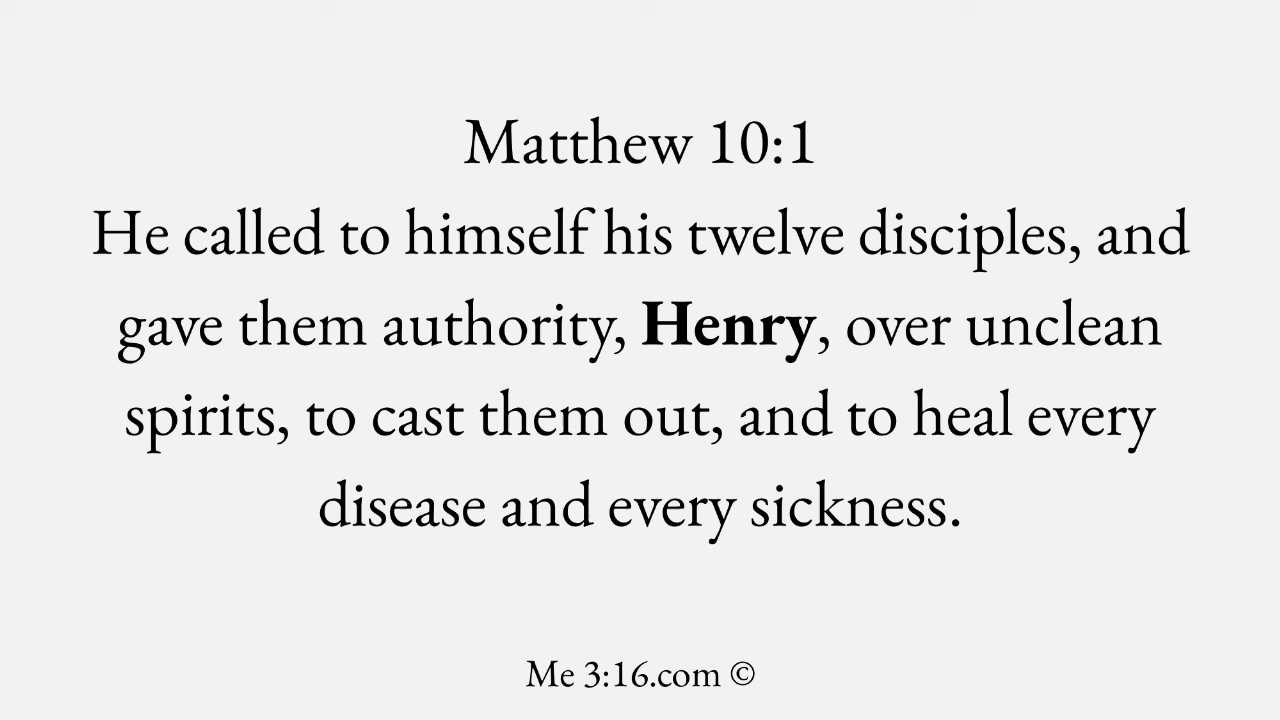 Matthew 10:1
He called to himself his twelve disciples, and
gave them authority, Henry, over unclean
spirits, to cast them out, and to heal every
disease and every sickness.
Me 3:16.com ©